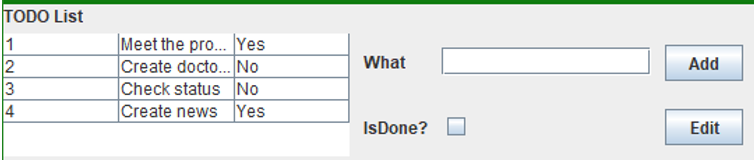 TODO List
1 Meet the pro... Yes
2 Create docto... No
3 Check status No
4 Create news Yes
What
Add
IsDone?
Edit